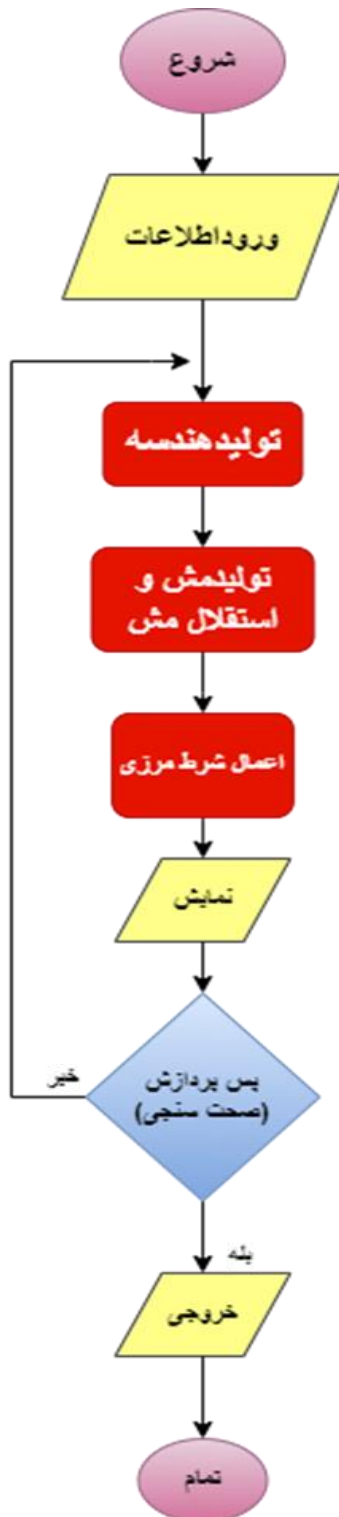 شروع
ورود اطلاعات
تولید هندسه
تولید مش و
استقلال مش
اعمال شرط مرزی
نمایش
پس پردازش
(صحت سنجی)
خیر
بله
خروجی
تمام